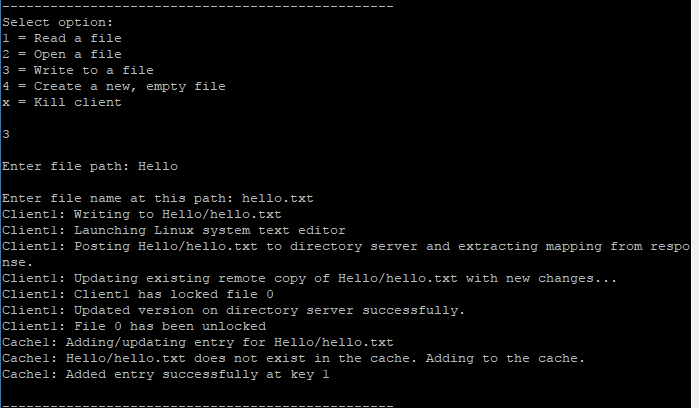 -------------------------------------------------
Select option:
1 = Read a file
2 = Open a file
3 = Write to a file
4 = Create a new, empty file
x = Kill client
3
Enter file path: Hello
Enter file name at this path: hello.txt
Client1: Writing to Hello/hello.txt
Client1: Launching Linux system text editor
Client1: Posting Hello/hello.txt to directory server and extracting mapping from respo
nse.
Client1: Updating existing remote copy of Hello/hello.txt with new changes...
Client1: Client1 has locked file 0
Client1: Updated version on directory server successfully.
Client1: File 0 has been unlocked
Cache1: Adding/updating entry for Hello/hello.txt
Cache1: Hello/hello.txt does not exist in the cache. Adding to the cache.
Cache1: Added entry successfully at key 1
-------------------------------------------------